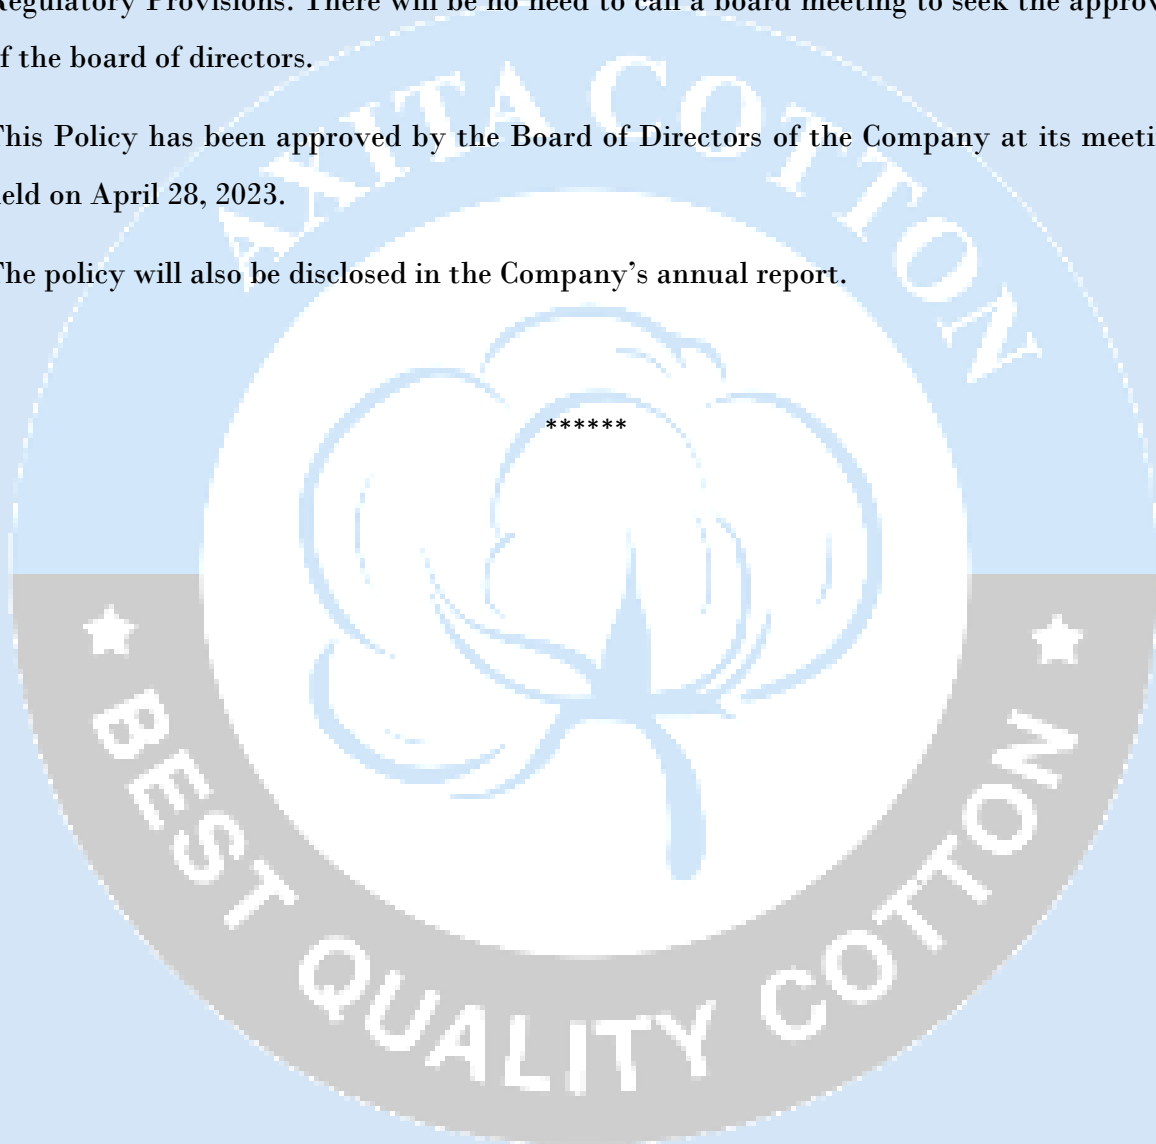 Regulatory Provisions. There will be no need to call a board meeting to seek the approv
of the board of directors.
This Policy has been approved by the Board of Directors of the Company at its meeti
held on April 28, 2023.
The policy will also be disclosed in the Company’s annual report.
******
AXITA COTTON
BEST QUALITY COTTON